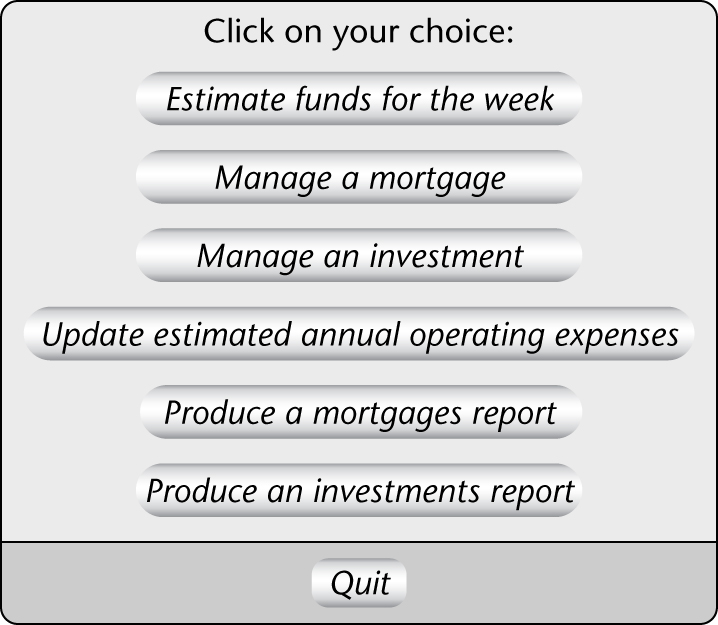 Click on your choice:
Estimate funds for the week
Manage a mortgage
Manage an investment
Update estimated annual operating expenses
Produce a mortgages report
Produce an investments report
Quit